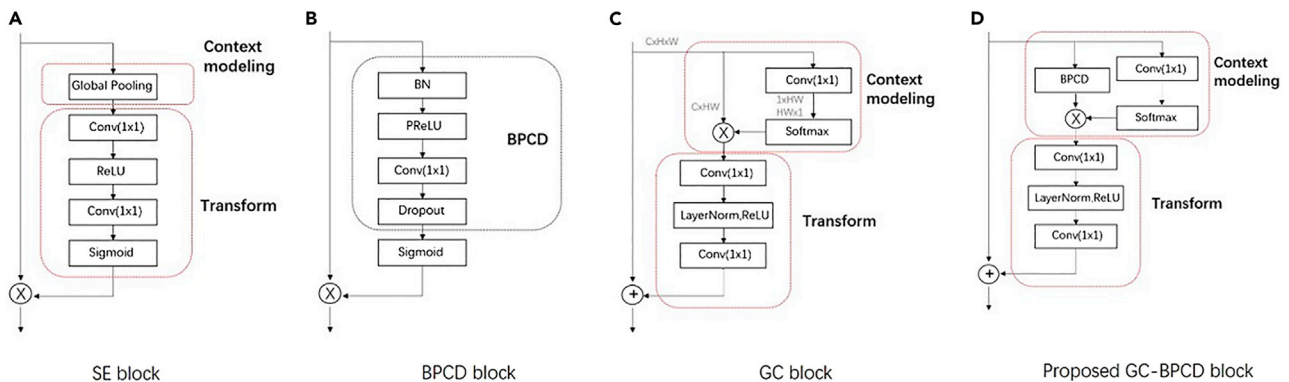 A
Context
modeling
Global Pooling
Conv(1x1)
ReLU
Conv(1x1)
Sigmoid
Transform
X
SE block
B
BN
PReLU
Conv(1x1)
Dropout
BPCD
Sigmoid
X
BPCD block
C
CxHxW
Conv(1x1)
Context
modeling
1xHW
HWx1
CxHW
X
Softmax
Conv(1x1)
LayerNorm,ReLU
Conv(1x1)
Transform
+
GC block
D
BPCD
Conv(1x1)
Context
modeling
X
Softmax
Conv(1x1)
LayerNorm,ReLU
Conv(1x1)
Transform
+
Proposed GC-BPCD block